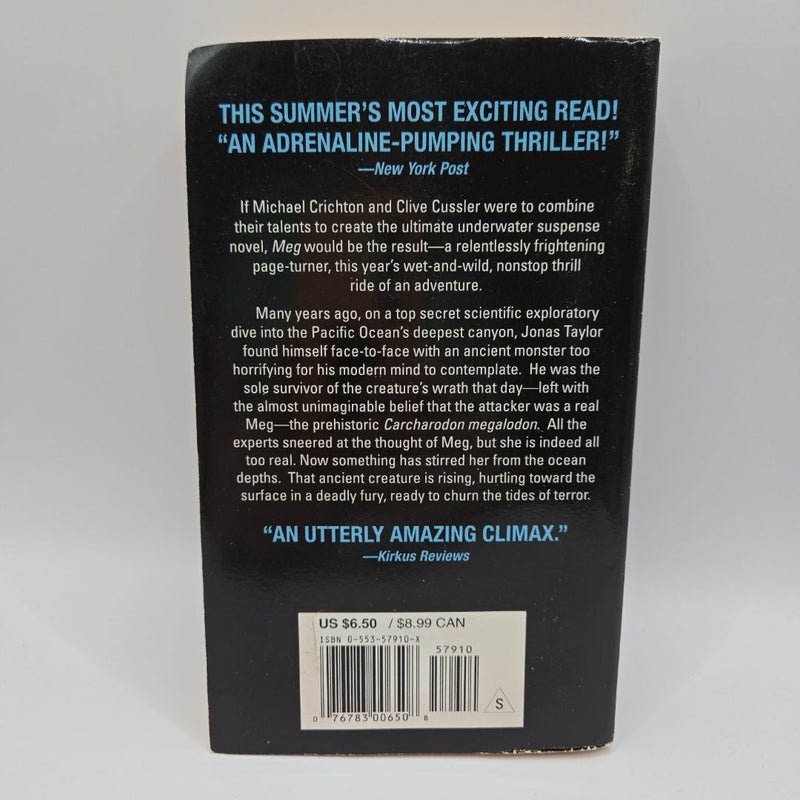 THIS SUMMER'S MOST EXCITING READ!
"AN ADRENALINE-PUMPING THRILLER!"
—New York Post
If Michael Crichton and Clive Cussler were to combine
their talents to create the ultimate underwater suspense
novel, Meg would be the result—a relentlessly frightening
page-turner, this year's wet-and-wild, nonstop thrill
ride of an adventure.
Many years ago, on a top secret scientific exploratory
dive into the Pacific Ocean's deepest canyon, Jonas Taylor
found himself face-to-face with an ancient monster too
horrifying for his modern mind to contemplate. He was the
sole survivor of the creature's wrath that day—left with
the almost unimaginable belief that the attacker was a real
Meg—the prehistoric Carcharodon megalodon. All the
experts sneered at the thought of Meg, but she is indeed all
too real. Now something has stirred her from the ocean
depths. That ancient creature is rising, hurtling toward the
surface in a deadly fury, ready to churn the tides of terror.
"AN UTTERLY AMAZING CLIMAX."
—Kirkus Reviews
US $6.50 / $8.99 CAN
ISBN 0-553-57910-X
57910
S
0 76783 00650 8